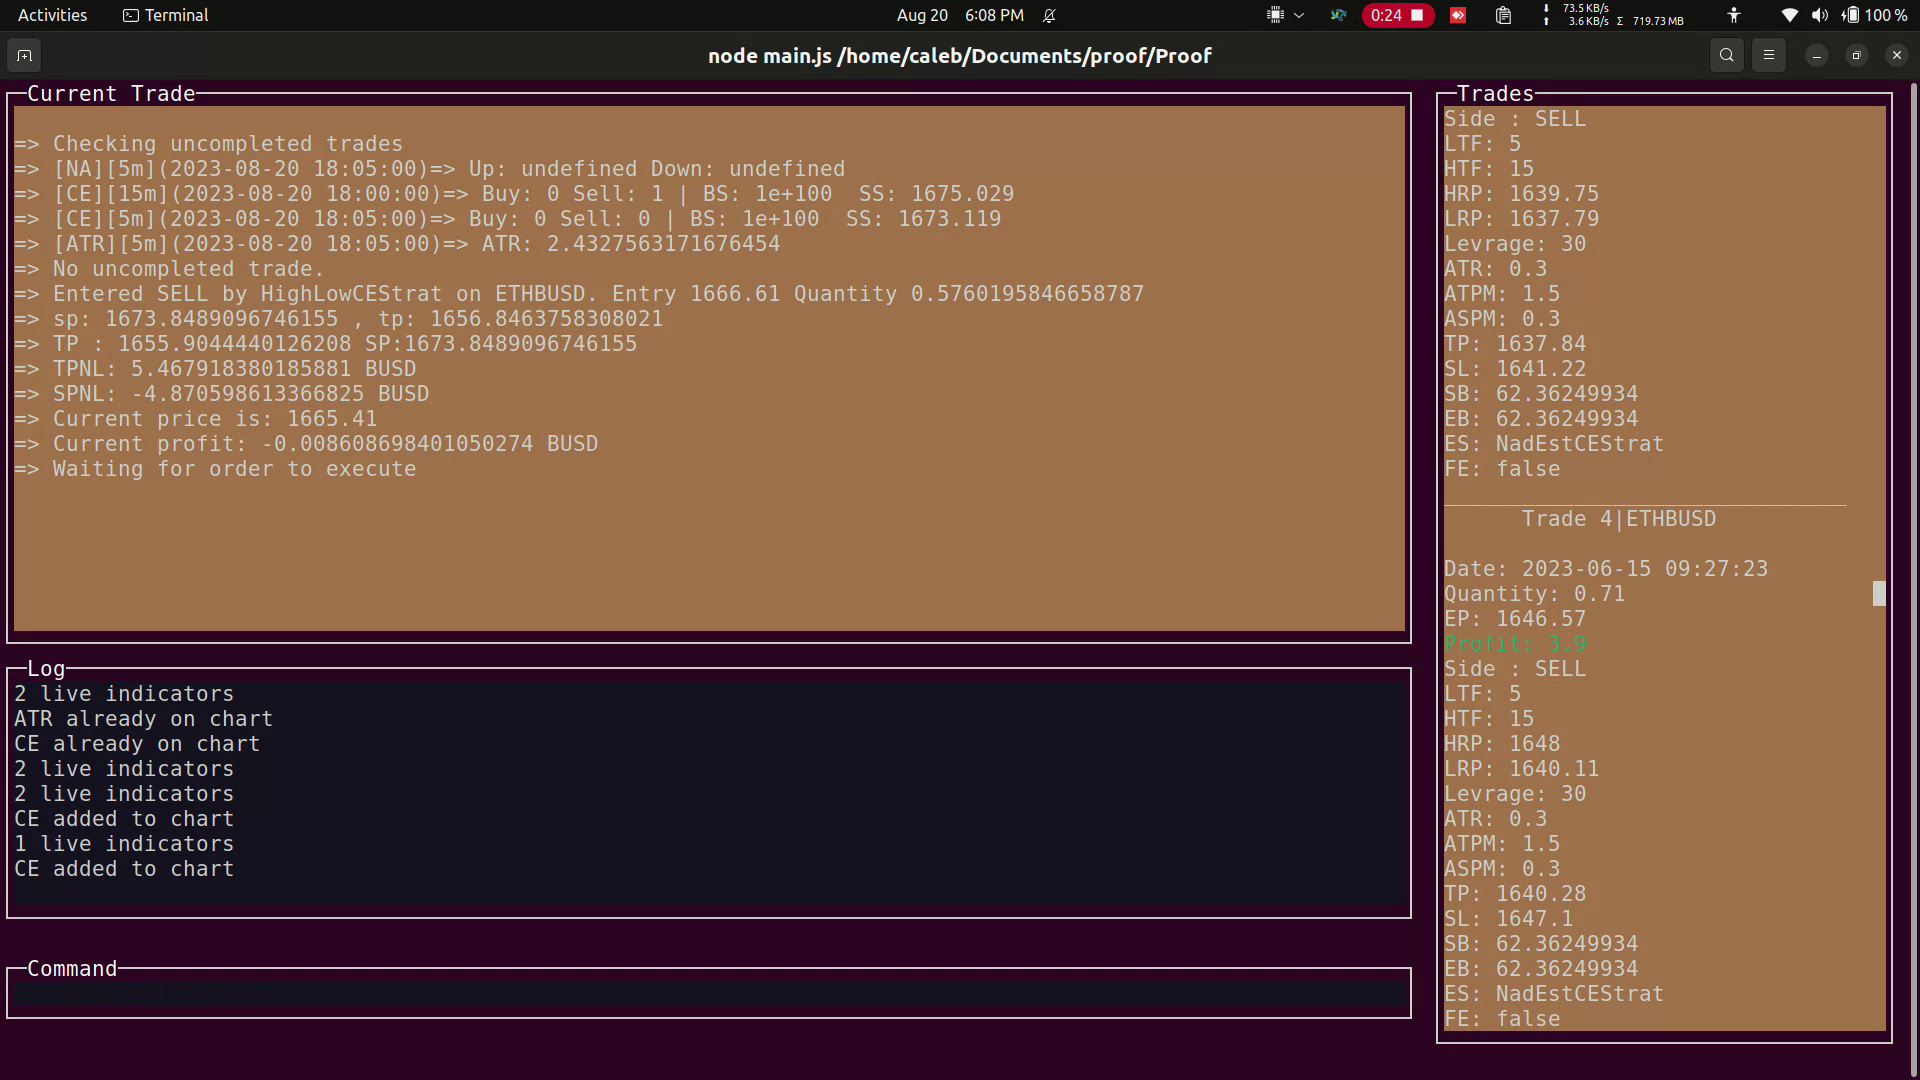 Activities
Terminal
Aug 20 6:08 PM
0:24
73.5 KB/s
3.6 KB/s Σ 719.73 MB
100 %
node main.js /home/caleb/Documents/proof/Proof
Current Trade
=> Checking uncompleted trades
=> [NA][5m](2023-08-20 18:05:00)=> Up: undefined Down: undefined
=> [CE][15m](2023-08-20 18:00:00)=> Buy: 0 Sell: 1 | BS: 1e+100  SS: 1675.029
=> [CE][5m](2023-08-20 18:05:00)=> Buy: 0 Sell: 0 | BS: 1e+100  SS: 1673.119
=> [ATR][5m](2023-08-20 18:05:00)=> ATR: 2.4327563171676454
=> No uncompleted trade.
=> Entered SELL by HighLowCEStrat on ETHBUSD. Entry 1666.61 Quantity 0.5760195846658787
=> sp: 1673.8489096746155 , tp: 1656.8463758308021
=> TP : 1655.9044440126208 SP:1673.8489096746155
=> TPNL: 5.467918380185881 BUSD
=> SPNL: -4.870598613366825 BUSD
=> Current price is: 1665.41
=> Current profit: -0.008608698401050274 BUSD
=> Waiting for order to execute
Log
2 live indicators
ATR already on chart
CE already on chart
2 live indicators
2 live indicators
CE added to chart
1 live indicators
CE added to chart
Command
Trades
Side : SELL
LTF: 5
HTF: 15
HRP: 1639.75
LRP: 1637.79
Levrage: 30
ATR: 0.3
ATPM: 1.5
ASPM: 0.3
TP: 1637.84
SL: 1641.22
SB: 62.36249934
EB: 62.36249934
ES: NadEstCEStrat
FE: false
Trade 4|ETHBUSD
Date: 2023-06-15 09:27:23
Quantity: 0.71
EP: 1646.57
Profit: 3.9
Side : SELL
LTF: 5
HTF: 15
HRP: 1648
LRP: 1640.11
Levrage: 30
ATR: 0.3
ATPM: 1.5
ASPM: 0.3
TP: 1640.28
SL: 1647.1
SB: 62.36249934
EB: 62.36249934
ES: NadEstCEStrat
FE: false